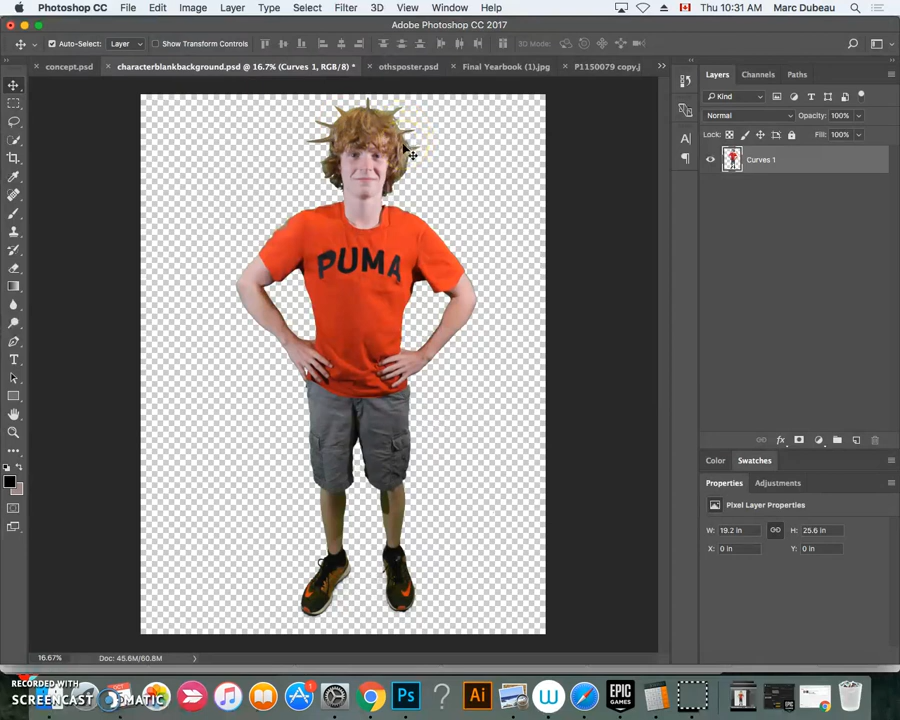 Photoshop CC File Edit Image Layer Type Select Filter 3D View Window Help Thu 10:31 AM Marc Dubeau
Adobe Photoshop CC 2017
Auto-Select: Layer Show Transform Controls 3D Mode:
× concept.psd × characterblankbackground.psd @ 16.7% (Curves 1, RGB/8) * × othsposter.psd × Final Yearbook (1).jpg × P1150079 copy.j
Layers Channels Paths
Kind
Normal Opacity: 100%
Lock: Fill: 100%
Curves 1
PUMA
Color Swatches
Properties Adjustments
Pixel Layer Properties
W: 19.2 in H: 25.6 in
X: 0 in Y: 0 in
16.67% Doc: 45.6M/60.8M
RECORDED WITH
SCREENCAST MATIC
OCT
Ps
Ai
EPIC
GAMES